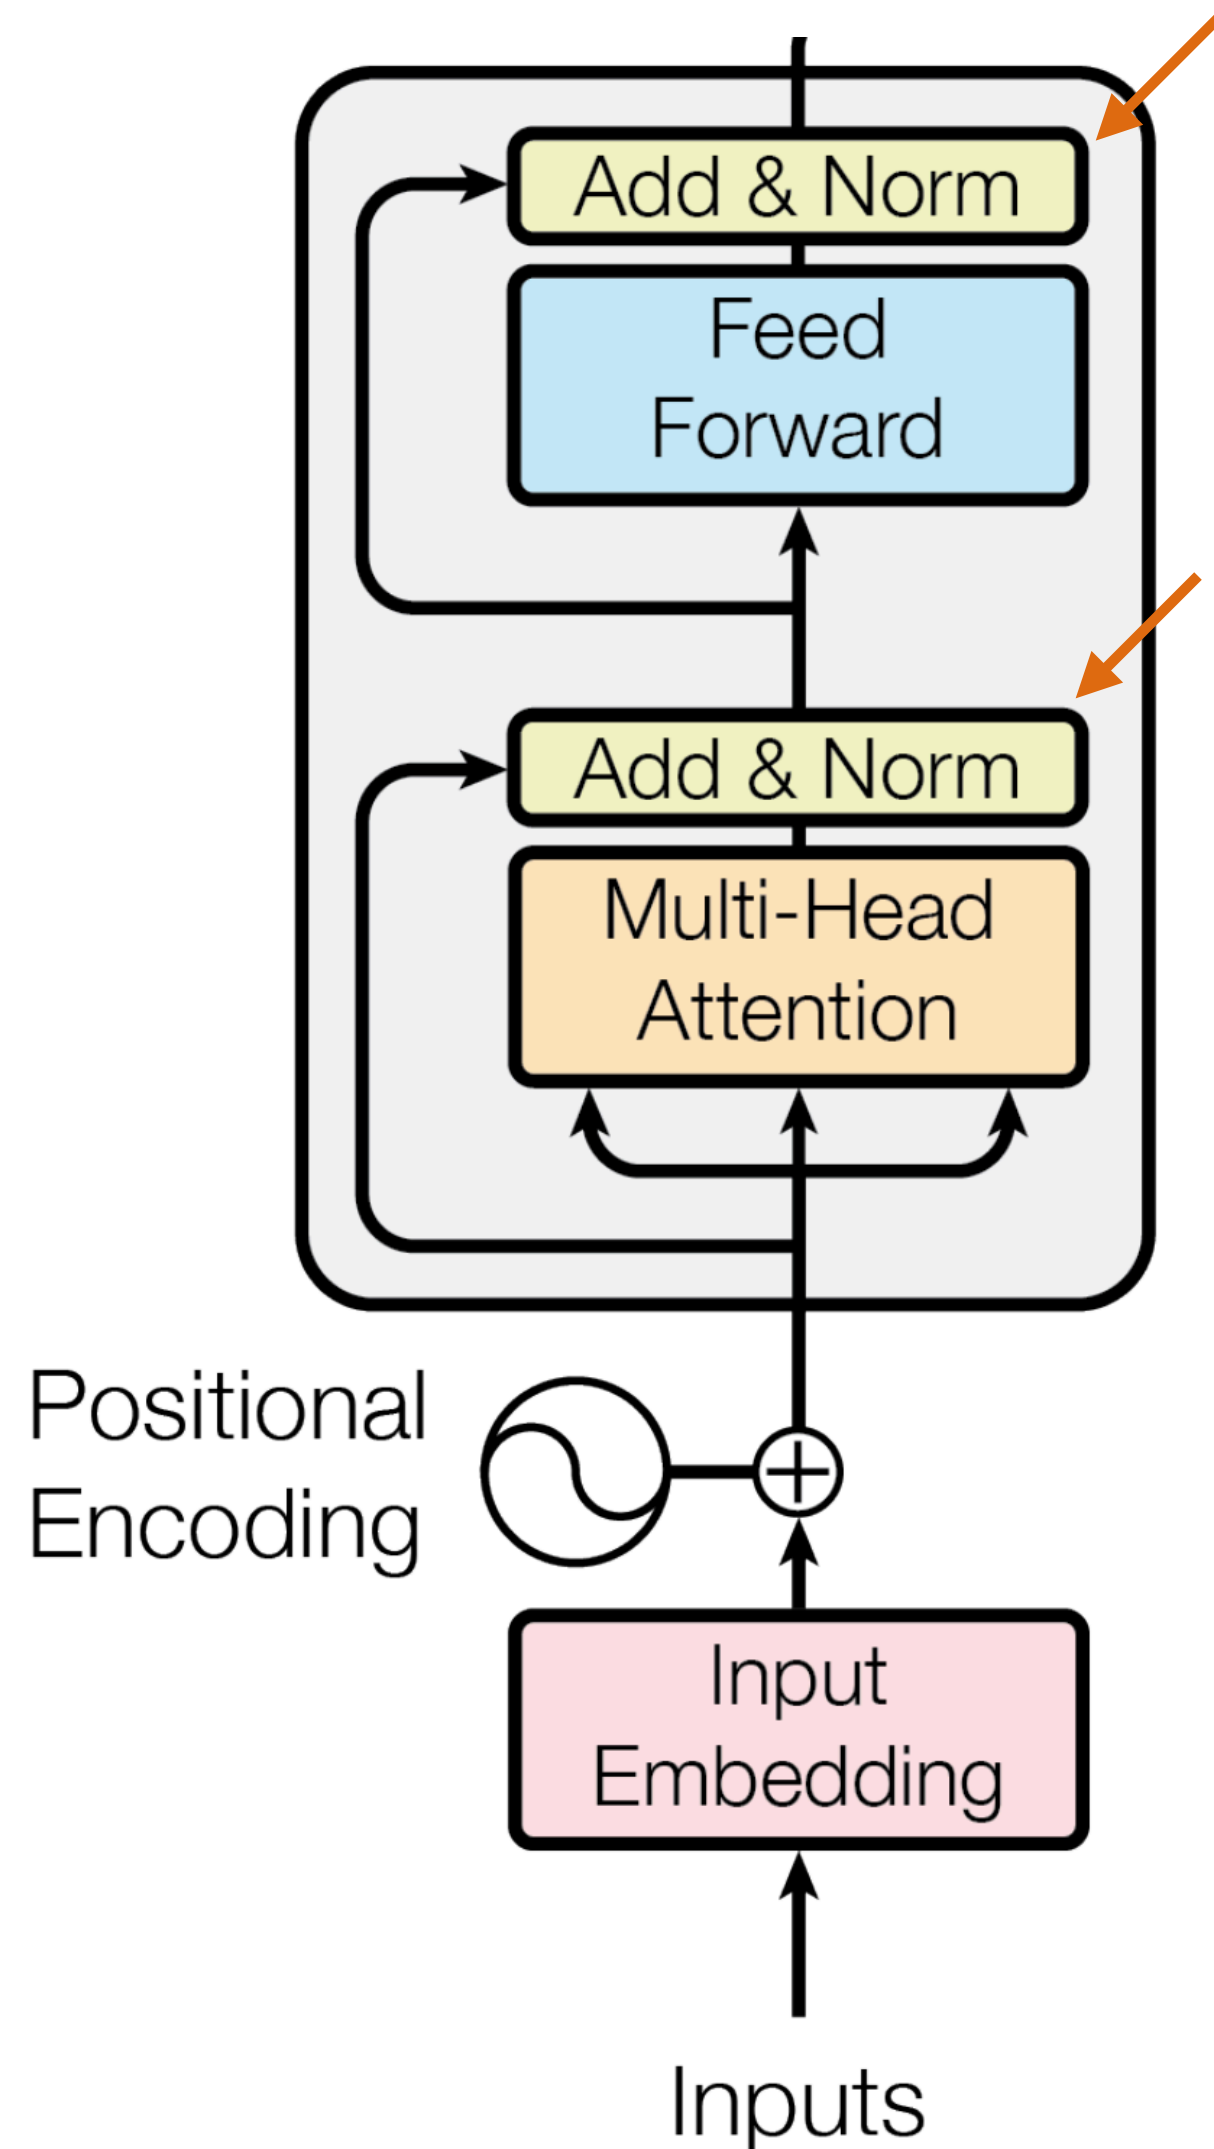 Add & Norm
Feed
Forward
Add & Norm
Multi-Head
Attention
Positional
Encoding
Input
Embedding
Inputs